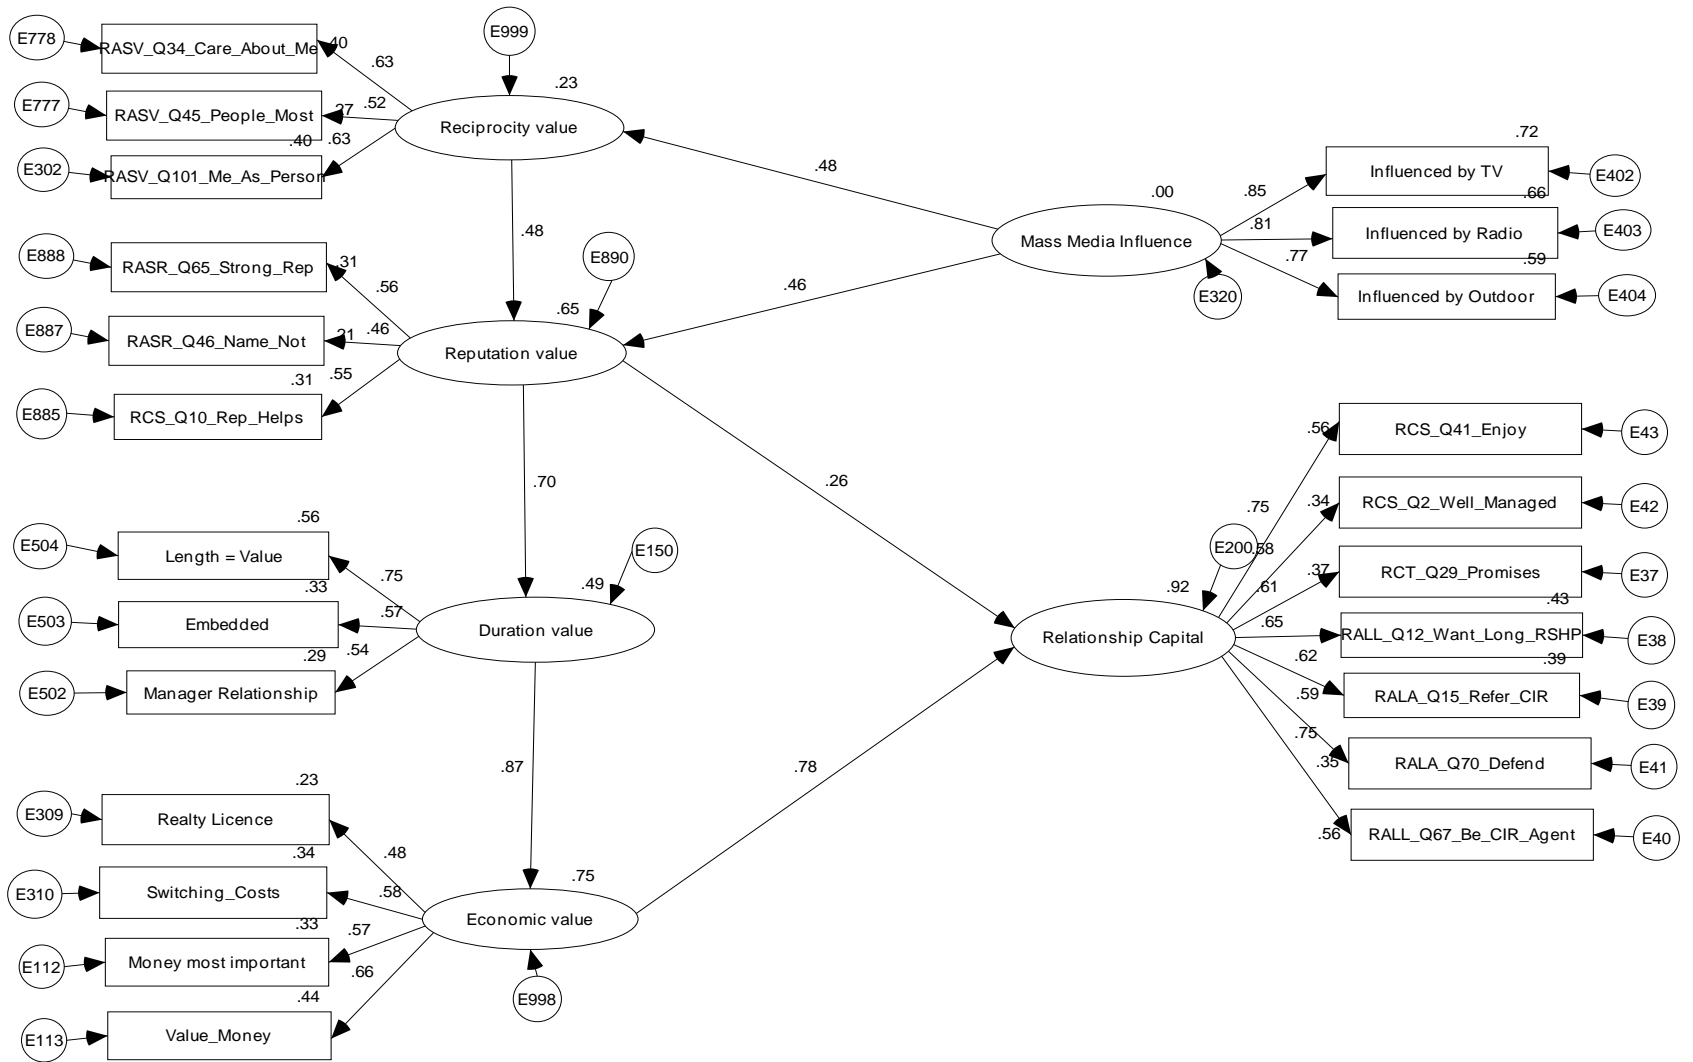 E778
RASV_Q34_Care_About_Me
.40
.63
E777
RASV_Q45_People_Most
.27
.52
E302
RASV_Q101_Me_As_Person
.40
.63
E999
.23
Reciprocity value
.48
.48
.46
E888
RASR_Q65_Strong_Rep
.31
.56
E887
RASR_Q46_Name_Not
.21
.46
E885
RCS_Q10_Rep_Helps
.31
.55
E890
.65
Reputation value
.70
.26
E504
Length = Value
.56
.75
E503
Embedded
.33
.57
E502
Manager Relationship
.29
.54
E150
.49
Duration value
.87
E309
Realty Licence
.23
.48
E310
Switching_Costs
.34
.58
E112
Money most important
.33
.57
E113
Value_Money
.44
.66
.75
Economic value
E998
.78
.00
Mass Media Influence
E320
.85
.72
Influenced by TV
E402
.81
.66
Influenced by Radio
E403
.77
.59
Influenced by Outdoor
E404
E200
.92
Relationship Capital
.75
.56
RCS_Q41_Enjoy
E43
.58
.34
RCS_Q2_Well_Managed
E42
.61
.37
RCT_Q29_Promises
E37
.65
.43
RALL_Q12_Want_Long_RSHP
E38
.62
.39
RALA_Q15_Refer_CIR
E39
.59
.35
RALA_Q70_Defend
E41
.75
.56
RALL_Q67_Be_CIR_Agent
E40